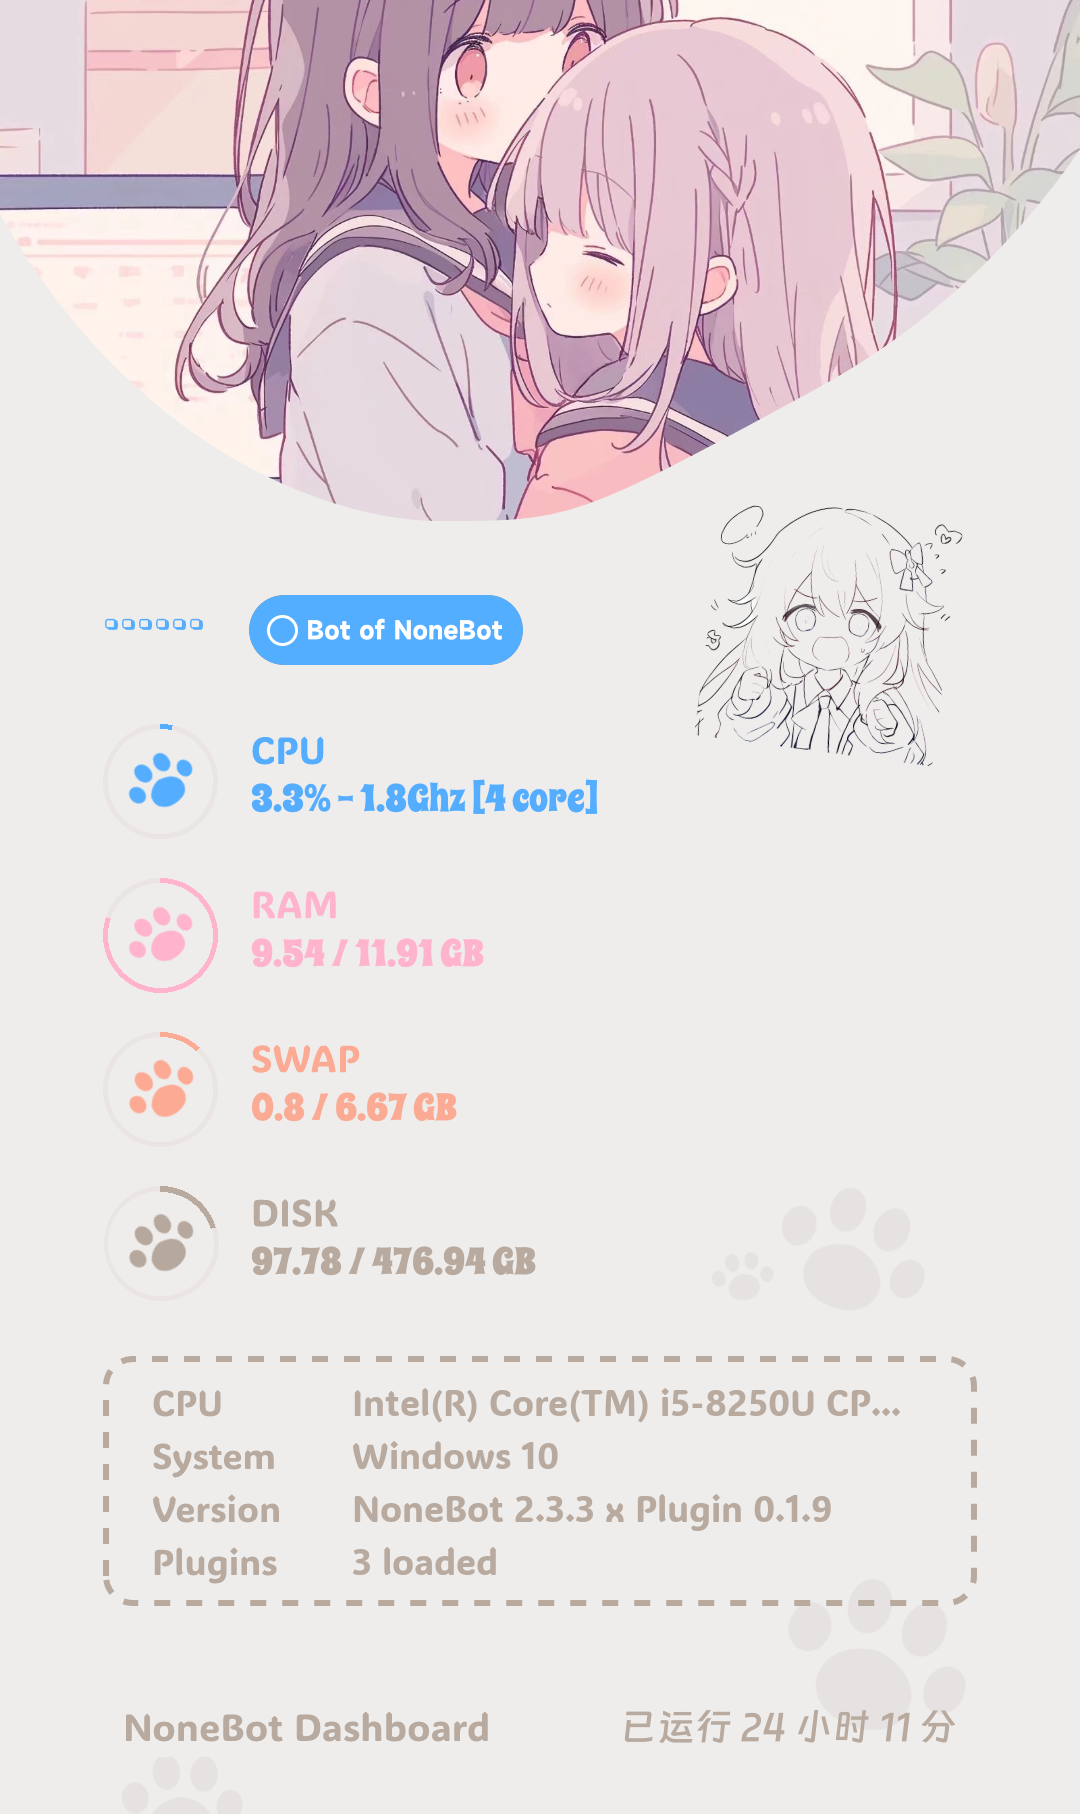 Bot of NoneBot
CPU
3.3% - 1.8Ghz [4 core]
RAM
9.54 / 11.91 GB
SWAP
0.8 / 6.67 GB
DISK
97.78 / 476.94 GB
CPU Intel(R) Core(TM) i5-8250U CP...
System Windows 10
Version NoneBot 2.3.3 x Plugin 0.1.9
Plugins 3 loaded
NoneBot Dashboard 已运行 24 小时 11 分